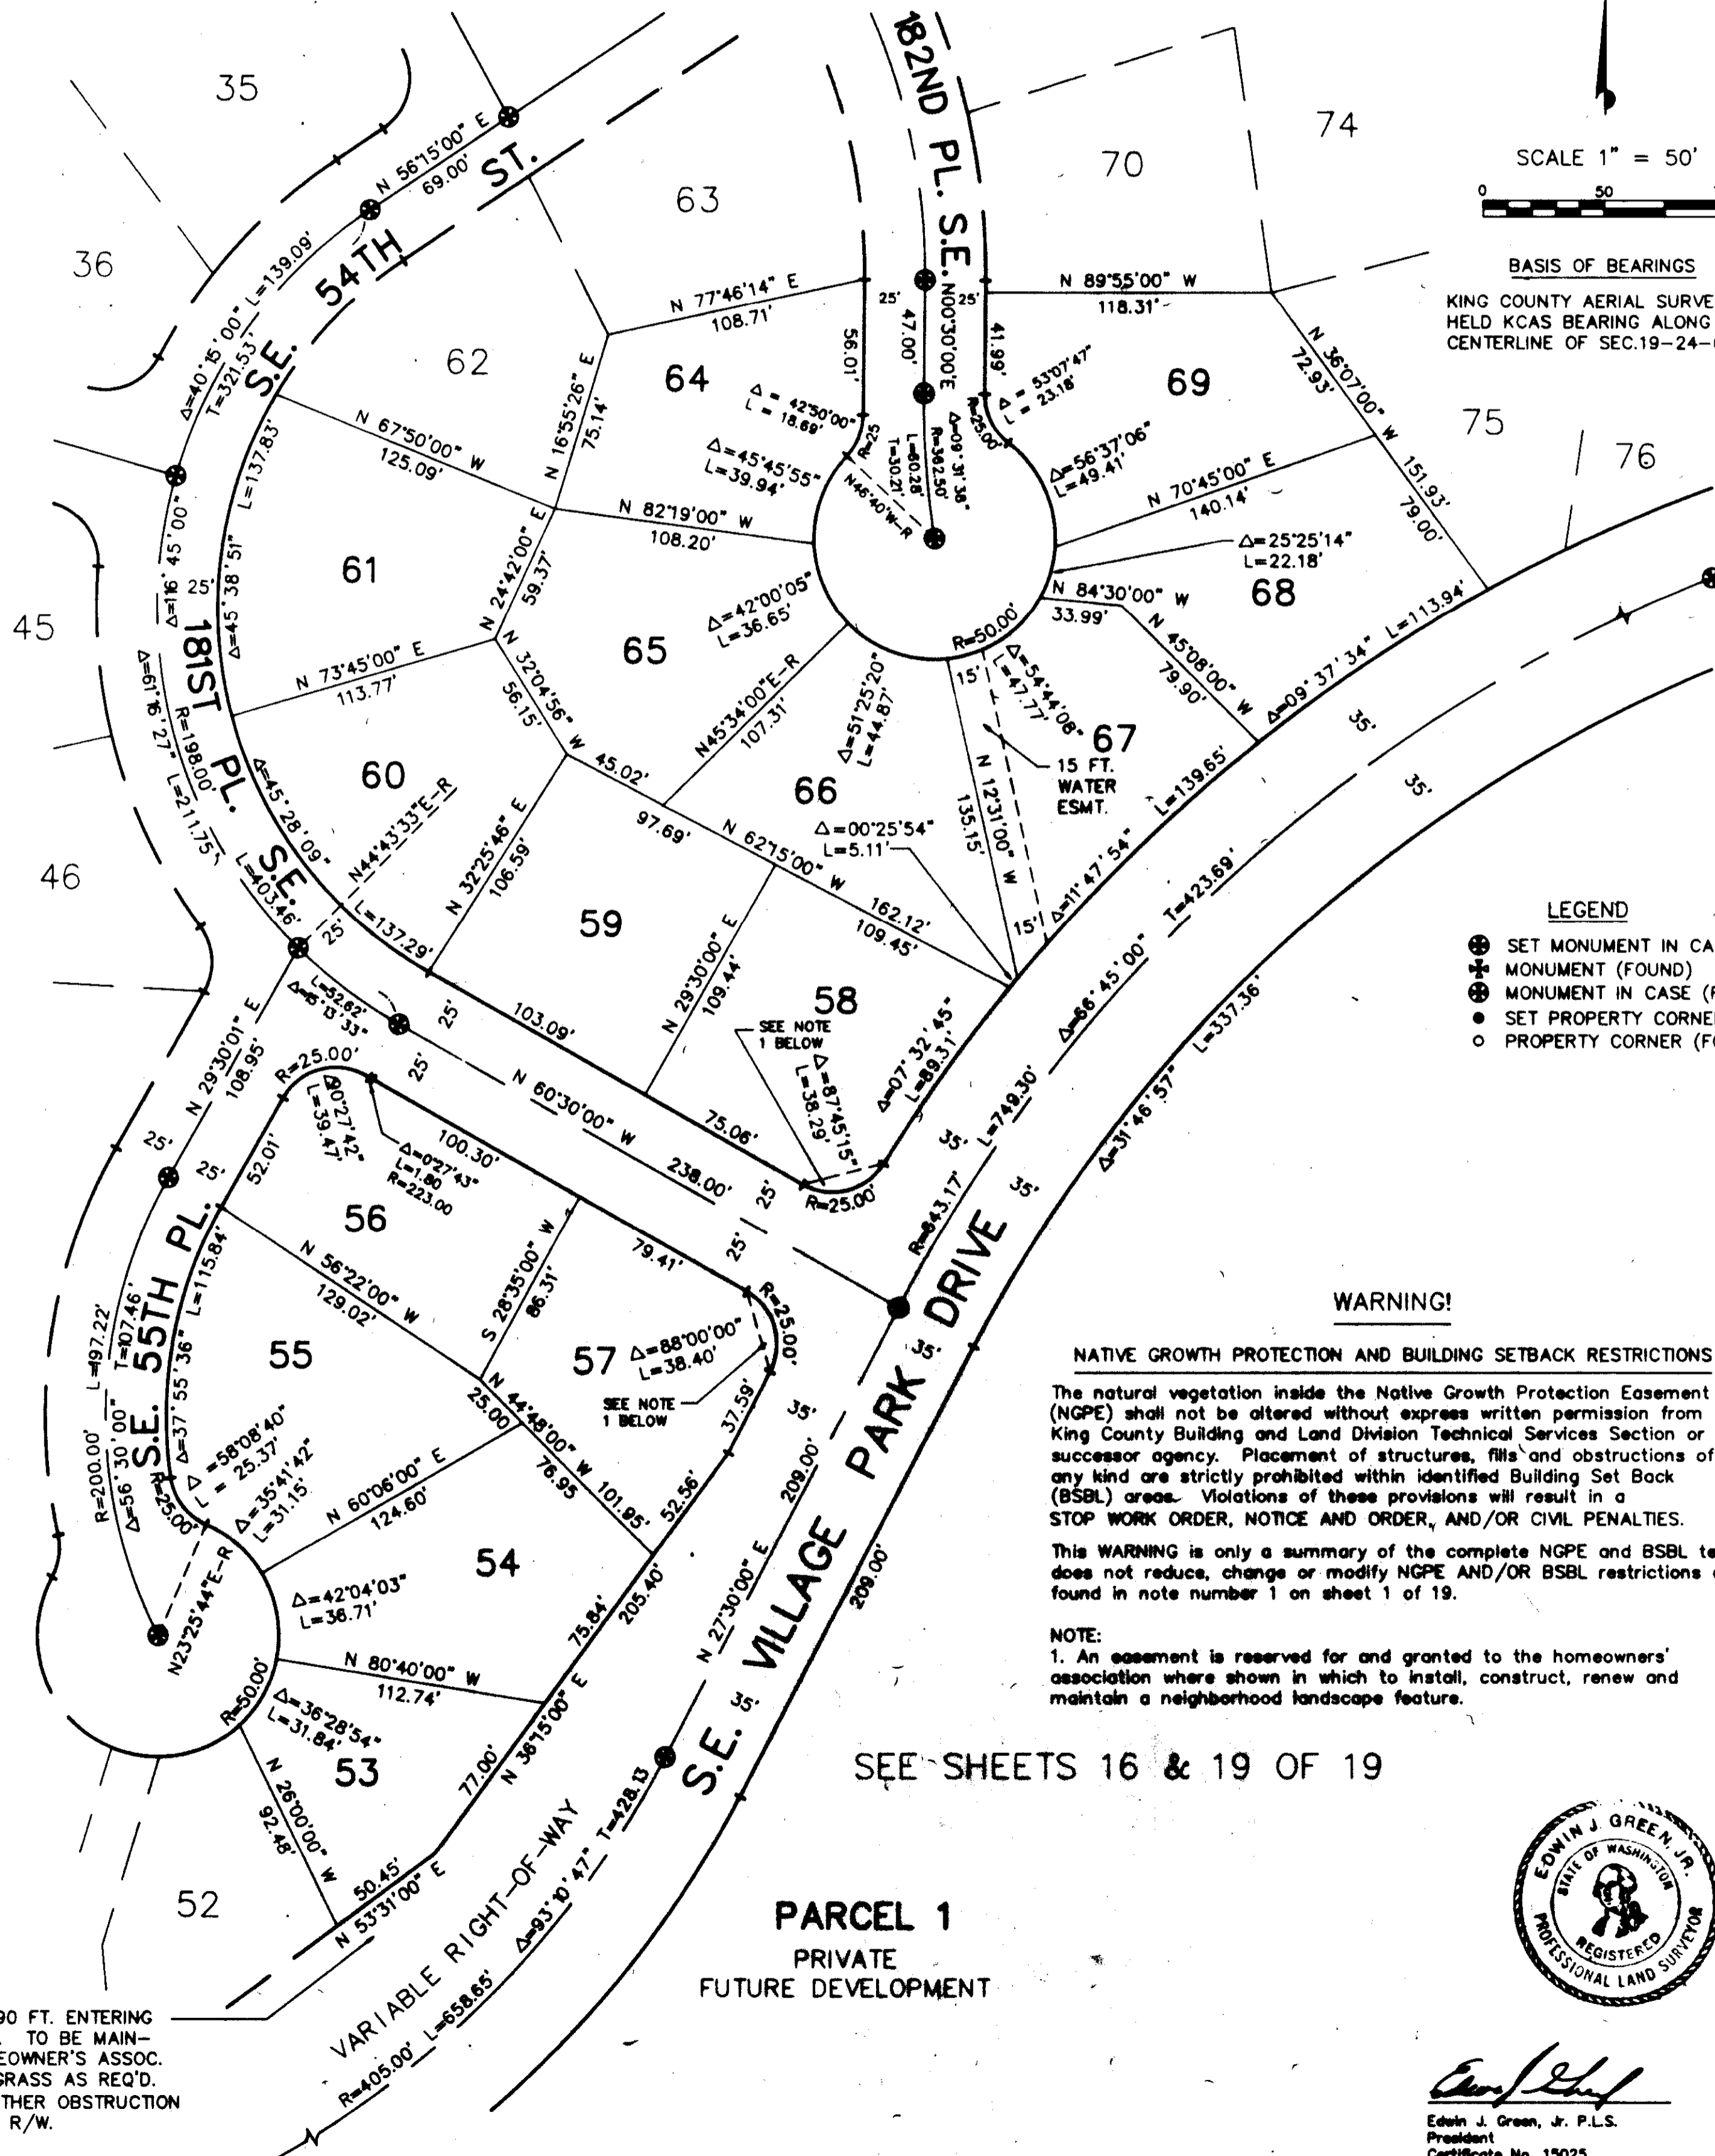 35
36
45
46
52
53
54
55
56
57
58
59
60
61
62
63
64
65
66
67
68
69
70
74
75
76
182ND PL. S.E.
S.E. 54TH ST.
181ST PL. S.E.
S.E. 55TH PL.
S.E. VILLAGE PARK DRIVE
VARIABLE RIGHT-OF-WAY
N 56°15'00" E
69.00'
L=139.09'
Δ=40°15'00"
T=321.53'
L=137.83'
Δ=45°38'51"
Δ=116°45'00"
25'
N 67°50'00" W
125.09'
N 16°55'26" E
75.14'
N 77°46'14" E
108.71'
56.01'
25'
47.00'
N00°30'00"E
25'
41.99'
N 89°55'00" W
118.31'
N 36°07'00" W
72.93'
151.93'
79.00'
Δ = 42°50'00"
L = 18.69'
R=25
Δ=45°45'55"
L=39.94'
N46°40'W-R
T=30.21'
L=60.28'
R=362.50'
Δ=09°31'38"
R=25.00'
Δ = 53°07'47"
L = 23.18'
Δ=56°37'06"
L=49.41'
N 70°45'00" E
140.14'
Δ=25°25'14"
L=22.18'
N 84°30'00" W
33.99'
N 45°08'00" W
79.90'
N 82°19'00" W
108.20'
N 24°42'00" E
59.37'
Δ=42°00'05"
L=36.65'
R=50.00'
N 73°45'00" E
113.77'
N 32°04'56" W
56.15'
N45°34'00"E-R
107.31'
Δ=51°25'20"
L=44.87'
15'
Δ=54°44'06"
L=47.77'
N 12°31'00" W
135.15'
15 FT.
WATER
ESMT.
15'
Δ=61°16'27"
R=198.00'
L=211.75'
Δ=45°28'09"
N44°43'33"E-R
L=403.46'
25'
L=137.29'
N 32°25'46" E
106.59'
45.02'
97.69'
N 62°15'00" W
162.12'
109.45'
Δ=00°25'54"
L=5.11'
N 29°30'00" E
109.44'
103.09'
75.06'
SEE NOTE
1 BELOW
Δ=87°45'15"
L=38.29'
R=25.00'
Δ=07°32'45"
L=89.31'
Δ=11°47'54"
L=139.65'
Δ=09°37'34"
L=113.94'
35'
35'
T=423.69'
Δ=66°45'00"
L=749.30'
R=643.17'
L=337.36'
Δ=31°46'57"
35'
35'
L=52.62'
Δ=15°13'33"
25'
25'
N 60°30'00" W
238.00'
25'
25'
N 29°30'01" E
108.95'
R=25.00'
Δ90°27'42"
L=39.47'
Δ=0°27'43"
L=1.80
R=223.00
100.30'
79.41'
25'
25'
52.01'
L=115.84'
Δ=37°55'36"
L=197.22'
T=107.46'
R=200.00'
Δ=56°30'00"
N 56°22'00" W
129.02'
S 28°35'00" W
86.31'
Δ=88°00'00"
L=38.40'
R=25.00'
SEE NOTE
1 BELOW
37.59'
N 44°48'00" W
25.00
76.95
101.95'
52.56'
35'
35'
209.00'
N 27°30'00" E
209.00'
35'
Δ =58°08'40"
L = 25.37'
R=25.00'
Δ=35°41'42"
L=31.15'
N 60°06'00" E
124.60'
N23°25'44"E-R
Δ=42°04'03"
L=36.71'
75.84'
205.40'
N 80°40'00" W
112.74'
R=50.00'
Δ=36°28'54"
L=31.84'
N 36°15'00" E
77.00'
N 26°00'00" W
92.48'
50.45'
N 53°31'00" E
T=428.13
Δ=93°10'47"
L=658.65'
R=405.00'
SCALE 1" = 50'
0 50
BASIS OF BEARINGS
KING COUNTY AERIAL SURVE
HELD KCAS BEARING ALONG
CENTERLINE OF SEC.19-24-
LEGEND
SET MONUMENT IN CA
MONUMENT (FOUND)
MONUMENT IN CASE (F
SET PROPERTY CORNE
PROPERTY CORNER (FO
WARNING!
NATIVE GROWTH PROTECTION AND BUILDING SETBACK RESTRICTIONS
The natural vegetation inside the Native Growth Protection Easement
(NGPE) shall not be altered without express written permission from
King County Building and Land Division Technical Services Section or
successor agency. Placement of structures, fills and obstructions of
any kind are strictly prohibited within identified Building Set Back
(BSBL) areas. Violations of these provisions will result in a
STOP WORK ORDER, NOTICE AND ORDER, AND/OR CIVIL PENALTIES.
This WARNING is only a summary of the complete NGPE and BSBL te
does not reduce, change or modify NGPE AND/OR BSBL restrictions
found in note number 1 on sheet 1 of 19.
NOTE:
1. An easement is reserved for and granted to the homeowners'
association where shown in which to install, construct, renew and
maintain a neighborhood landscape feature.
SEE SHEETS 16 & 19 OF 19
PARCEL 1
PRIVATE
FUTURE DEVELOPMENT
90 FT. ENTERING
. TO BE MAIN-
EOWNER'S ASSOC.
GRASS AS REQ'D.
THER OBSTRUCTION
R/W.
EDWIN J. GREEN, JR.
STATE OF WASHINGTON
REGISTERED
PROFESSIONAL LAND SURVEYOR
Edwin J. Green, Jr. P.L.S.
President
Certificate No. 15025